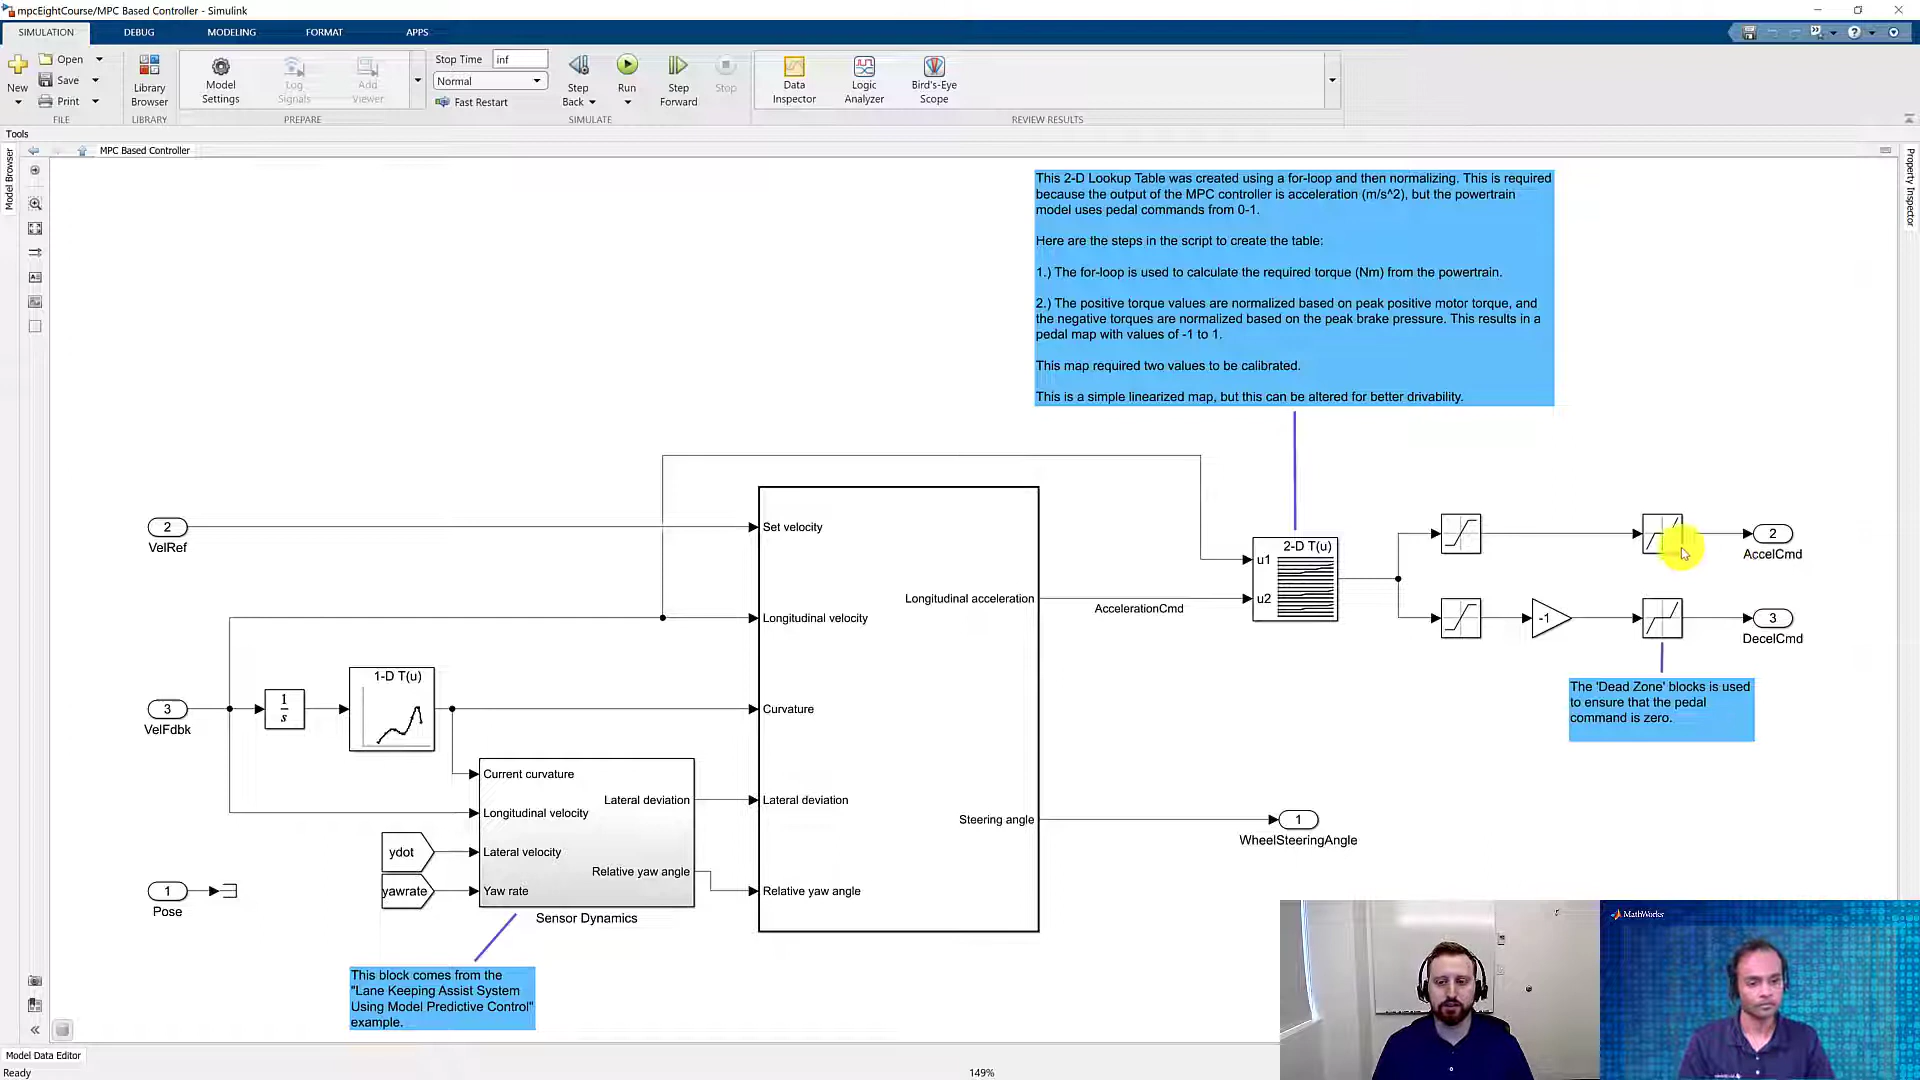 mpcEightCourse/MPC Based Controller - Simulink
SIMULATION
DEBUG
MODELING
FORMAT
APPS
New
Open
Save
Print
FILE
Library
Browser
LIBRARY
Model
Settings
Log
Signals
Add
Viewer
PREPARE
Stop Time
inf
Normal
Fast Restart
Step
Back
Run
Step
Forward
Stop
SIMULATE
Data
Inspector
Logic
Analyzer
Bird's-Eye
Scope
REVIEW RESULTS
Tools
Model Browser
MPC Based Controller
Property Inspector
This 2-D Lookup Table was created using a for-loop and then normalizing. This is required
because the output of the MPC controller is acceleration (m/s^2), but the powertrain
model uses pedal commands from 0-1.
Here are the steps in the script to create the table:
1.) The for-loop is used to calculate the required torque (Nm) from the powertrain.
2.) The positive torque values are normalized based on peak positive motor torque, and
the negative torques are normalized based on the peak brake pressure. This results in a
pedal map with values of -1 to 1.
This map required two values to be calibrated.
This is a simple linearized map, but this can be altered for better drivability.
2
VelRef
Set velocity
Longitudinal velocity
Curvature
Lateral deviation
Relative yaw angle
Longitudinal acceleration
Steering angle
AccelerationCmd
2-D T(u)
u1
u2
2
AccelCmd
-1
3
DecelCmd
The 'Dead Zone' blocks is used
to ensure that the pedal
command is zero.
3
VelFdbk
1
s
1-D T(u)
Current curvature
Longitudinal velocity
Lateral velocity
Yaw rate
Lateral deviation
Relative yaw angle
Sensor Dynamics
ydot
yawrate
1
Pose
1
WheelSteeringAngle
This block comes from the
"Lane Keeping Assist System
Using Model Predictive Control"
example.
MathWorks
Model Data Editor
Ready
149%